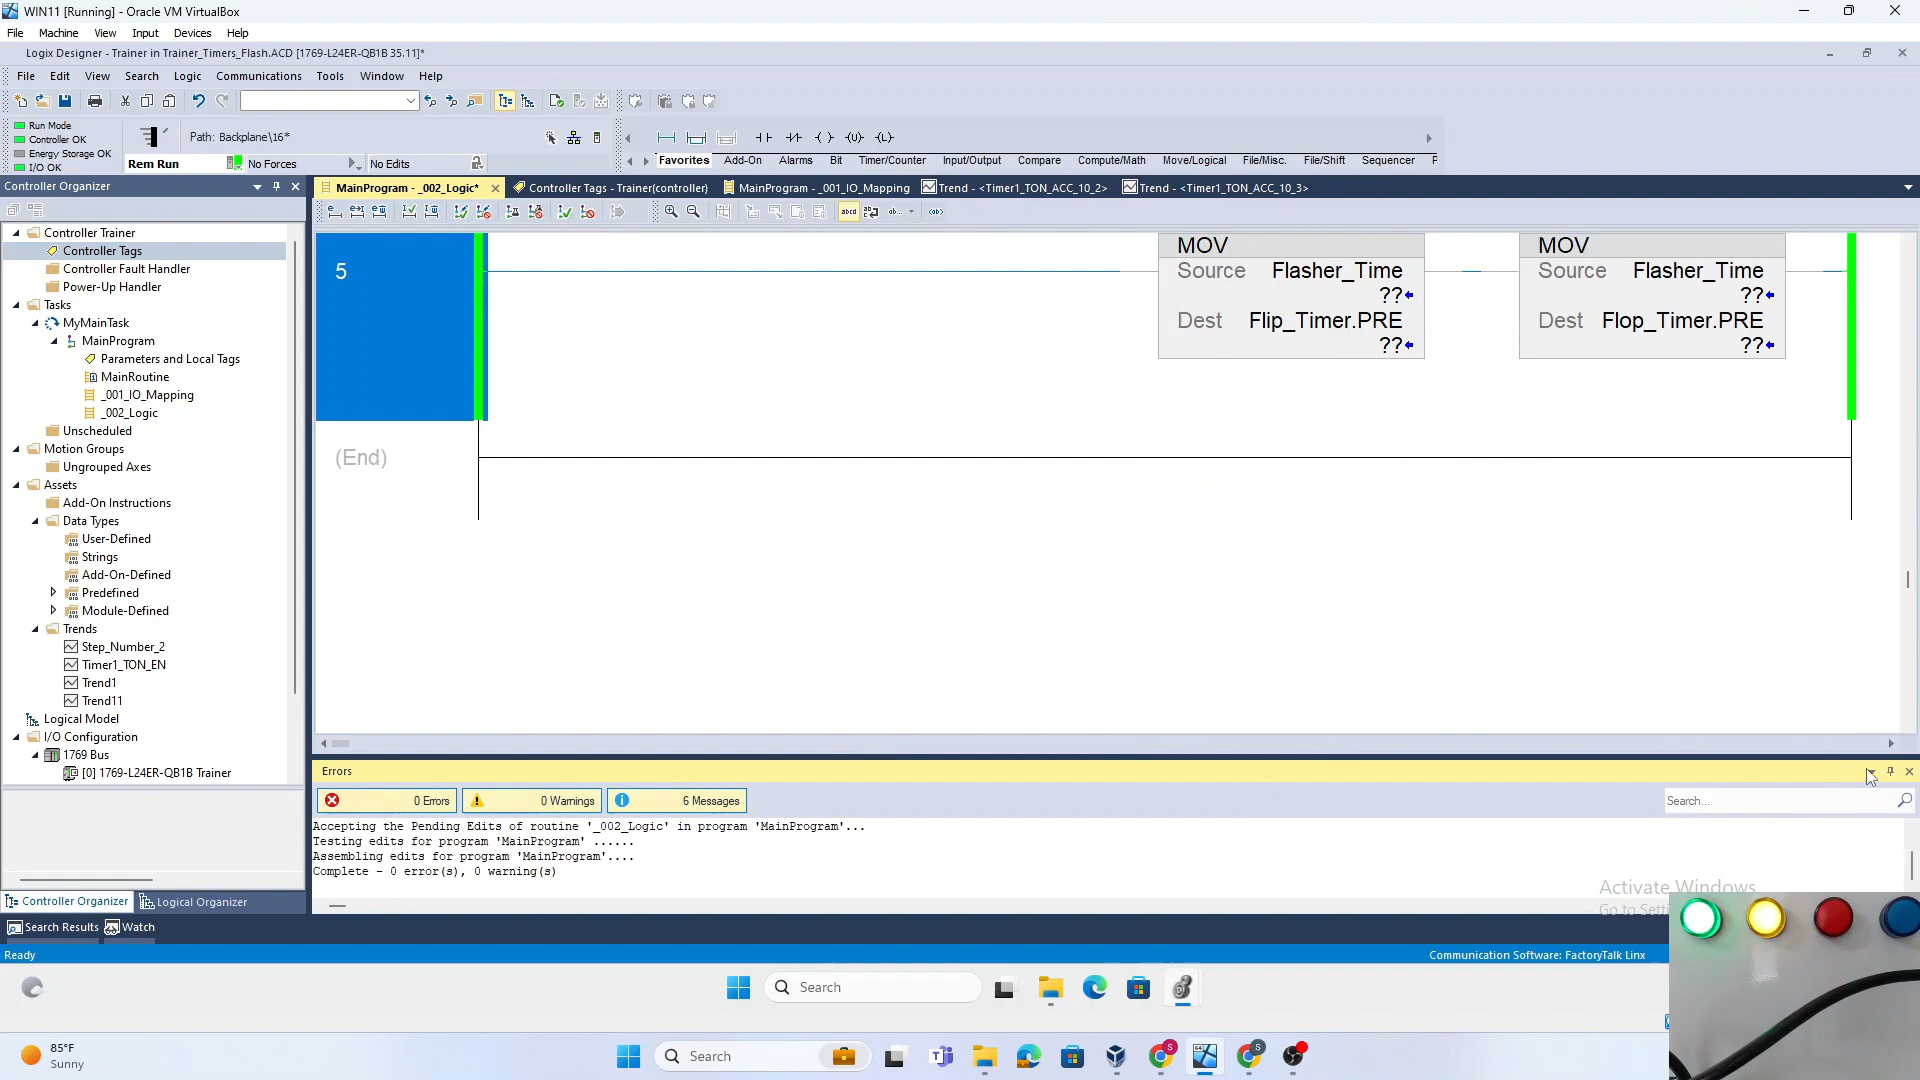 WIN11 [Running] - Oracle VM VirtualBox
File Machine View Input Devices Help
Logix Designer - Trainer in Trainer_Timers_Flash.ACD [1769-L24ER-QB1B 35.11]*
File Edit View Search Logic Communications Tools Window Help
Run Mode
Controller OK
Energy Storage OK
I/O OK
Path: Backplane\16*
Rem Run No Forces No Edits
Favorites Add-On Alarms Bit Timer/Counter Input/Output Compare Compute/Math Move/Logical File/Misc. File/Shift Sequencer P
Controller Organizer
MainProgram - _002_Logic* Controller Tags - Trainer(controller) MainProgram - _001_IO_Mapping Trend - <Timer1_TON_ACC_10_2> Trend - <Timer1_TON_ACC_10_3>
Controller Trainer
Controller Tags
Controller Fault Handler
Power-Up Handler
Tasks
MyMainTask
MainProgram
Parameters and Local Tags
MainRoutine
_001_IO_Mapping
_002_Logic
Unscheduled
Motion Groups
Ungrouped Axes
Assets
Add-On Instructions
Data Types
User-Defined
Strings
Add-On-Defined
Predefined
Module-Defined
Trends
Step_Number_2
Timer1_TON_EN
Trend1
Trend11
Logical Model
I/O Configuration
1769 Bus
[0] 1769-L24ER-QB1B Trainer
Controller Organizer Logical Organizer
5
MOV
Source Flasher_Time
??
Dest Flip_Timer.PRE
??
MOV
Source Flasher_Time
??
Dest Flop_Timer.PRE
??
(End)
Errors
0 Errors 0 Warnings 6 Messages
Search...
Accepting the Pending Edits of routine '_002_Logic' in program 'MainProgram'...
Testing edits for program 'MainProgram' ......
Assembling edits for program 'MainProgram'....
Complete - 0 error(s), 0 warning(s)
Activate Windows
Go to Setti
Search Results Watch
Ready
Communication Software: FactoryTalk Linx
Search
85°F
Sunny
Search